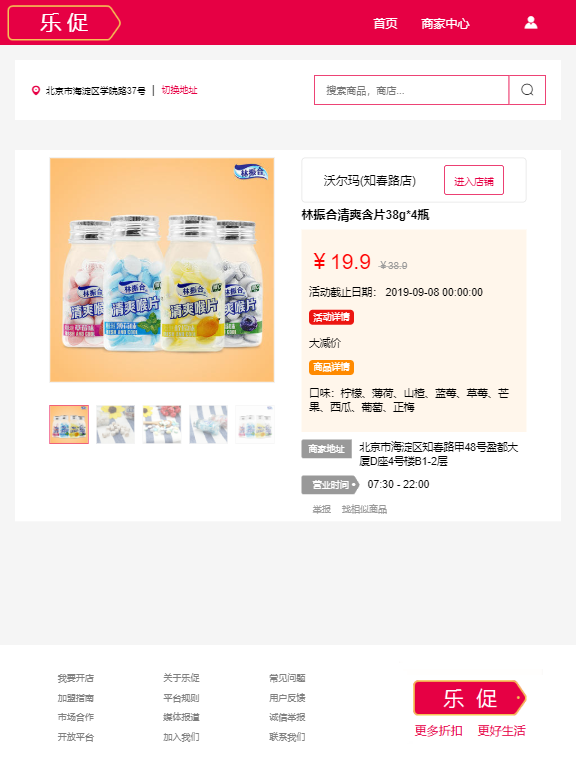 乐 促
首页 商家中心
北京市海淀区学院路37号 | 切换地址
搜索商品，商店...
林振合
林振合
清爽喉片
沃尔玛(知春路店) 进入店铺
林振合清爽含片38g*4瓶
￥19.9 ￥38.9
活动截止日期： 2019-09-08 00:00:00
活动详情
大减价
商品详情
口味：柠檬、薄荷、山楂、蓝莓、草莓、芒
果、西瓜、葡萄、正梅
商家地址 北京市海淀区知春路甲48号盈都大
厦D座4号楼B1-2层
营业时间 07:30 - 22:00
举报 找相似商品
我要开店 关于乐促 常见问题
加盟指南 平台规则 用户反馈
市场合作 媒体报道 诚信举报
开放平台 加入我们 联系我们
乐 促
更多折扣 更好生活